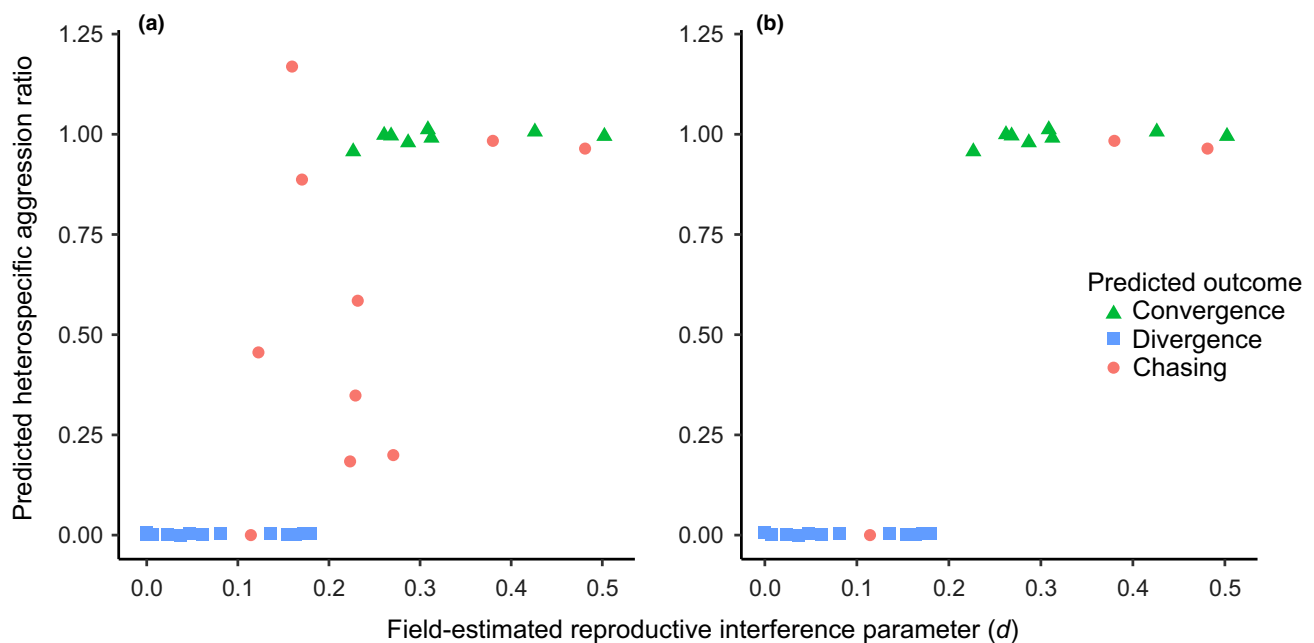 (a)
(b)
Predicted heterospecific aggression ratio
1.25
1.00
0.75
0.50
0.25
0.00
0.0 0.1 0.2 0.3 0.4 0.5
1.25
1.00
0.75
0.50
0.25
0.00
0.0 0.1 0.2 0.3 0.4 0.5
Predicted outcome
Convergence
Divergence
Chasing
Field-estimated reproductive interference parameter (d)